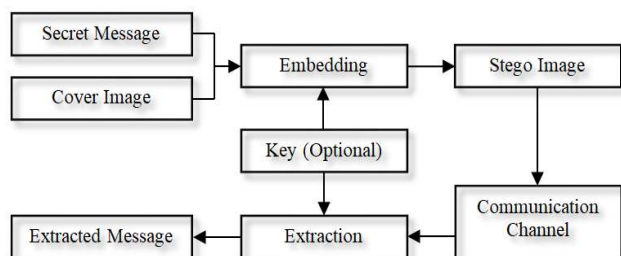 Secret Message
Embedding
Stego Image
Cover Image
Key (Optional)
Communication
Channel
Extracted Message
Extraction